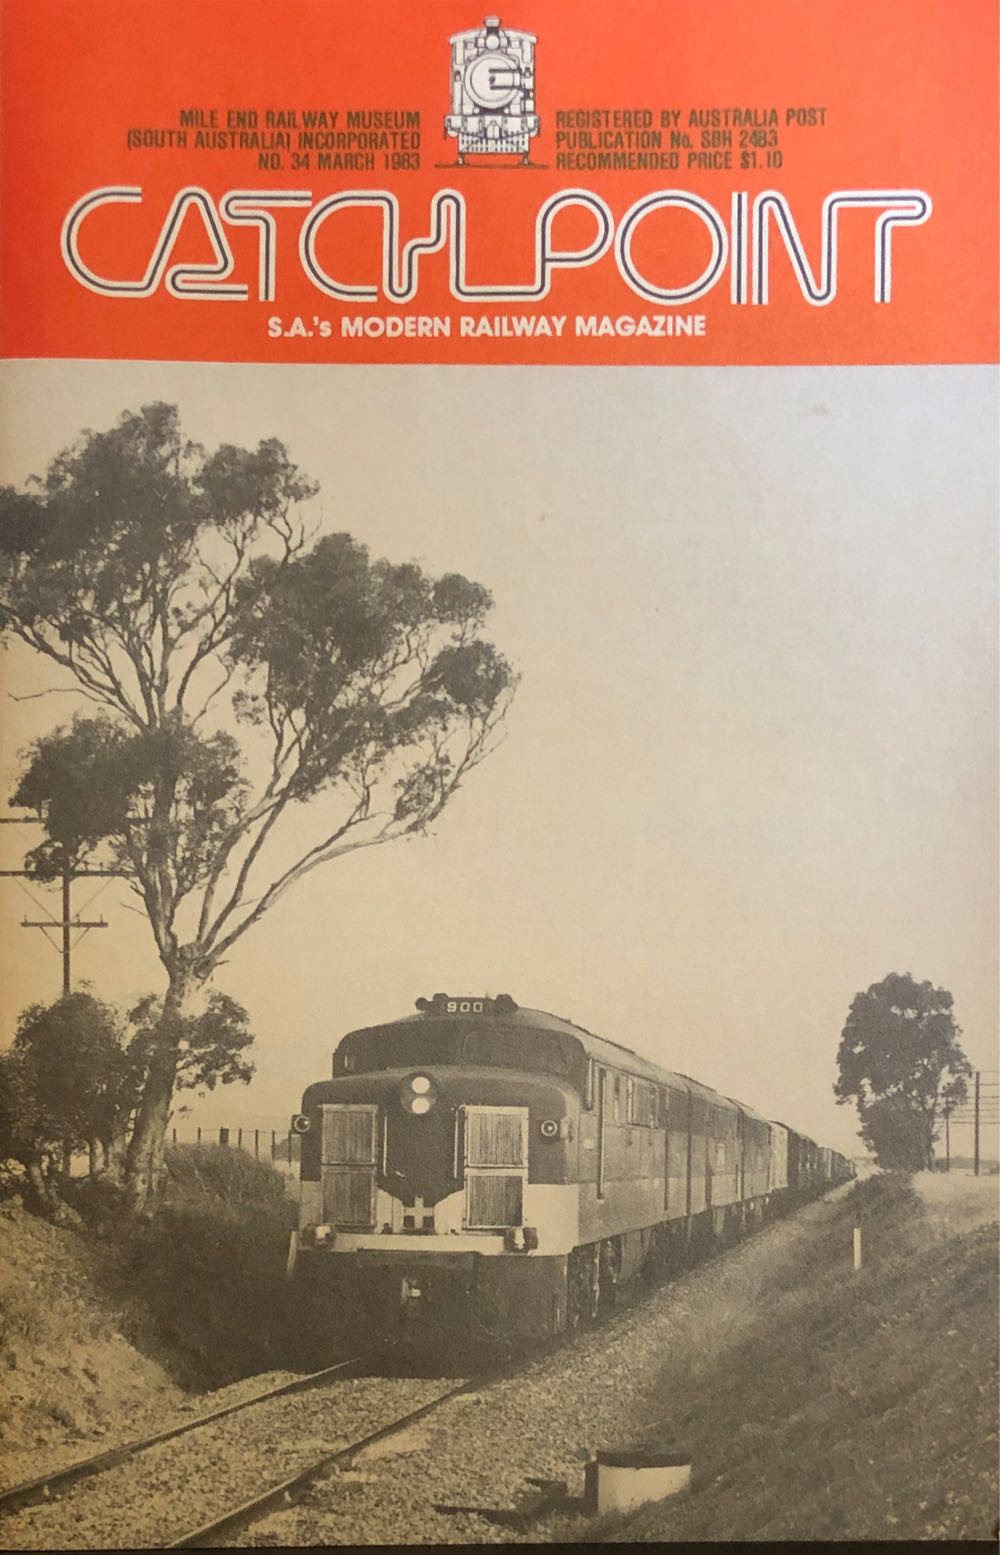 MILE END RAILWAY MUSEUM
(SOUTH AUSTRALIA) INCORPORATED
NO. 34 MARCH 1983
REGISTERED BY AUSTRALIA POST
PUBLICATION No. SBH 2483
RECOMMENDED PRICE $1.10
CATCHPOINT
S.A.'s MODERN RAILWAY MAGAZINE
900